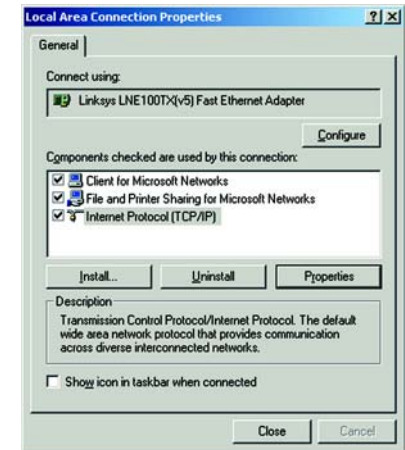 Local Area Connection Properties
General
Connect using:
Linksys LNE100TX(v5) Fast Ethernet Adapter
Configure
Components checked are used by this connection:
Client for Microsoft Networks
File and Printer Sharing for Microsoft Networks
Internet Protocol (TCP/IP)
Install... Uninstall Properties
Description
Transmission Control Protocol/Internet Protocol. The default
wide area network protocol that provides communication
across diverse interconnected networks.
Show icon in taskbar when connected
Close Cancel